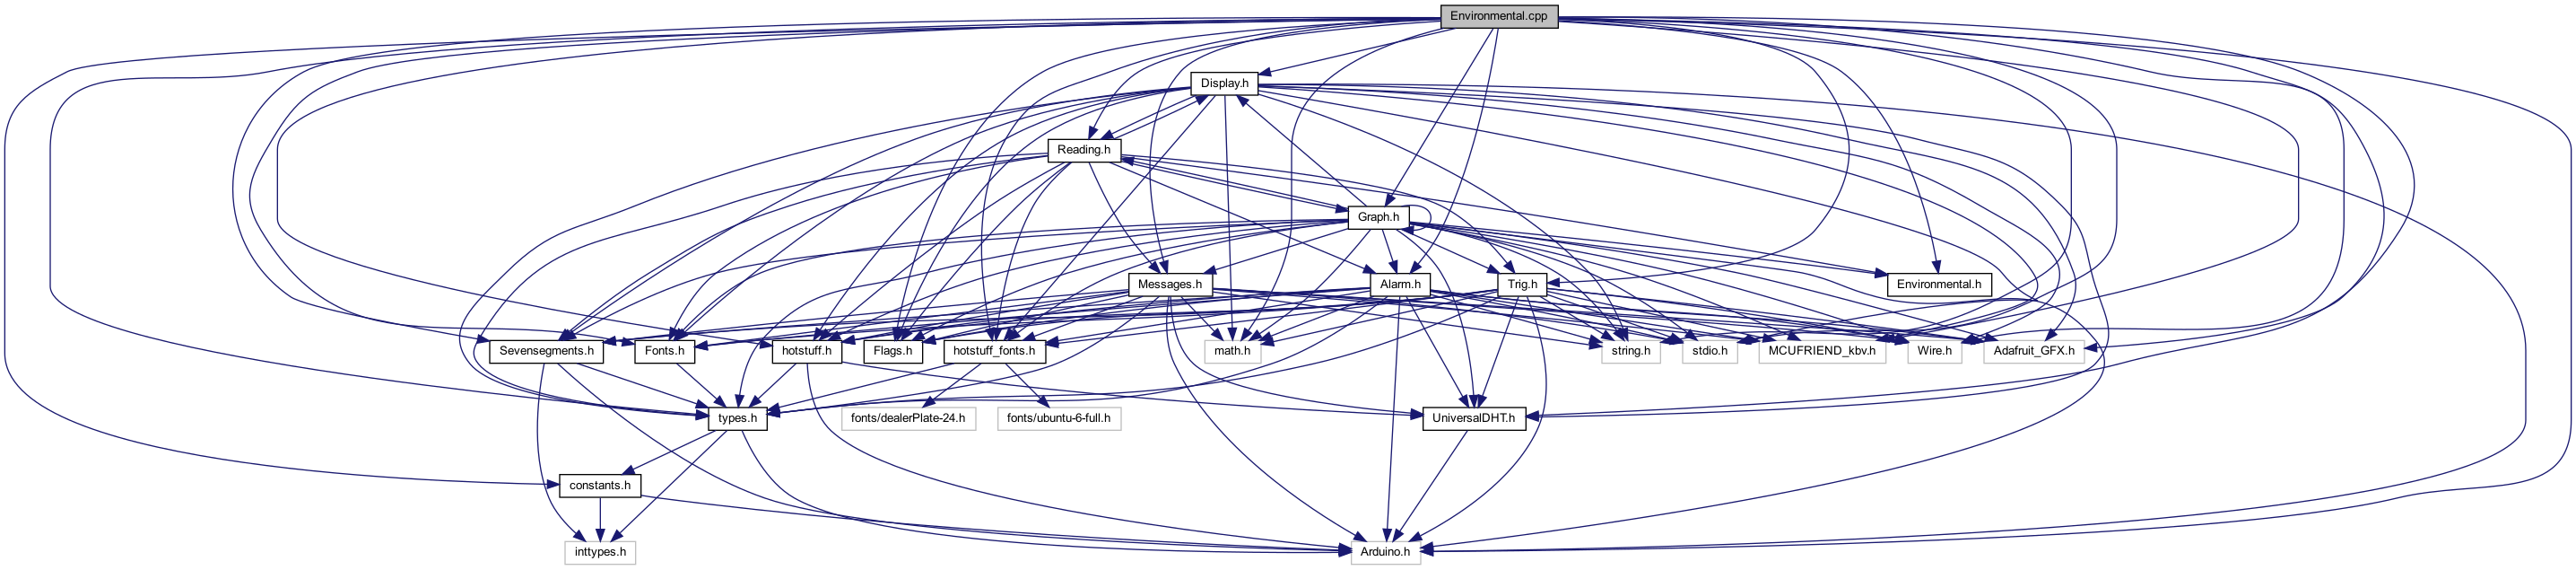 Environmental.cpp
Display.h
Reading.h
Graph.h
Messages.h
Alarm.h
Trig.h
Environmental.h
Sevensegments.h
Fonts.h
hotstuff.h
Flags.h
hotstuff_fonts.h
math.h
string.h
stdio.h
MCUFRIEND_kbv.h
Wire.h
Adafruit_GFX.h
types.h
fonts/dealerPlate-24.h
fonts/ubuntu-6-full.h
UniversalDHT.h
constants.h
inttypes.h
Arduino.h